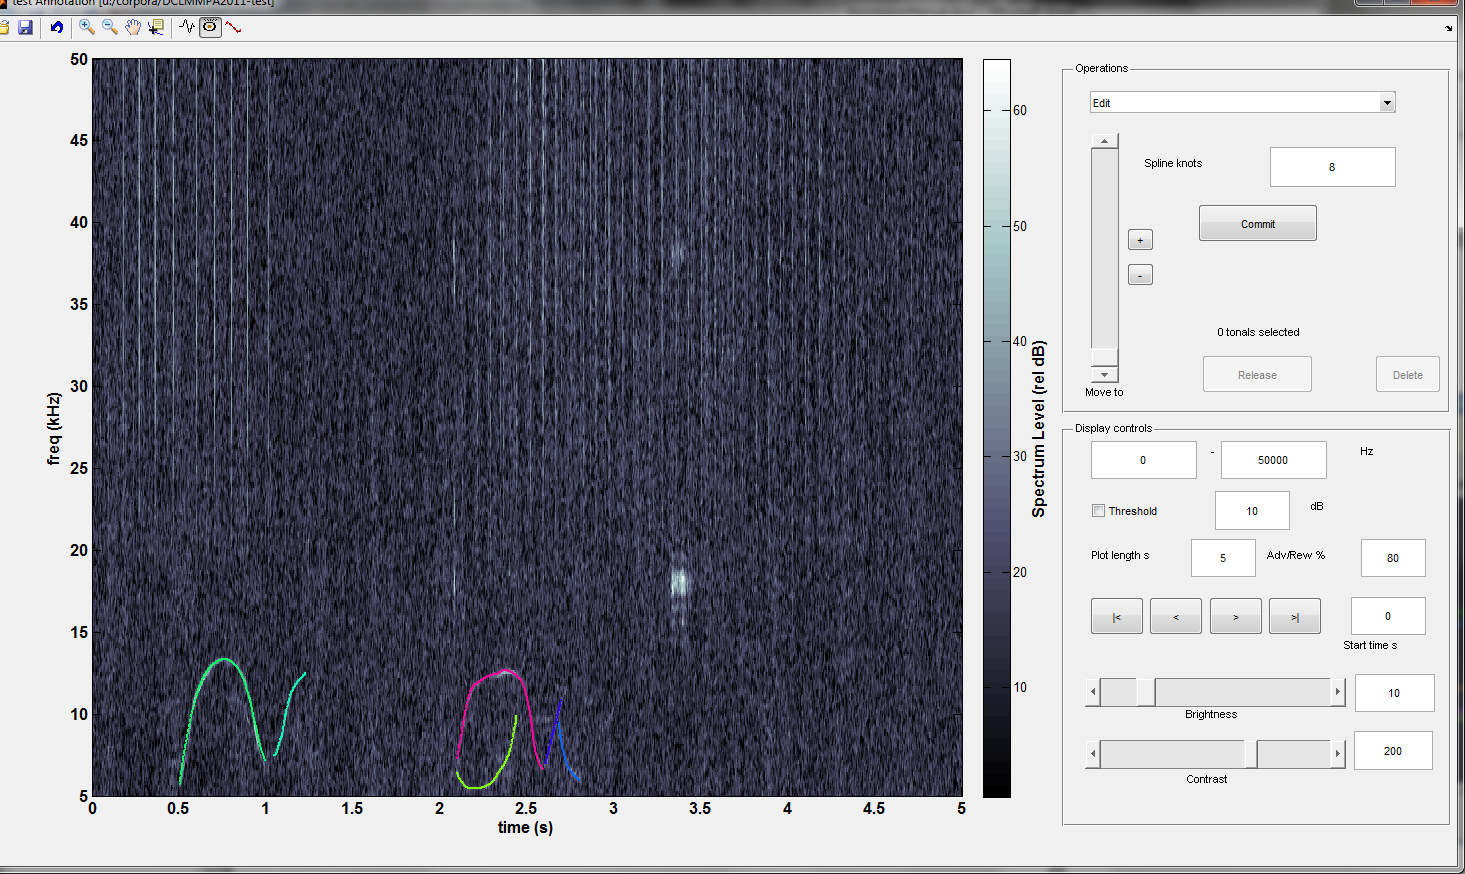 test Annotation [d:/corpora/DCLMMPA2011-test]
50
45
40
35
30
25
20
15
10
5
freq (kHz)
0 0.5 1 1.5 2 2.5 3 3.5 4 4.5 5
time (s)
60
50
40
30
20
10
Spectrum Level (rel dB)
Operations
Edit
Spline knots 8
Commit
+
-
0 tonals selected
Release Delete
Move to
Display controls
0 - 50000 Hz
Threshold 10 dB
Plot length s 5 Adv/Rew % 80
|< < > >| 0
Start time s
10
Brightness
200
Contrast